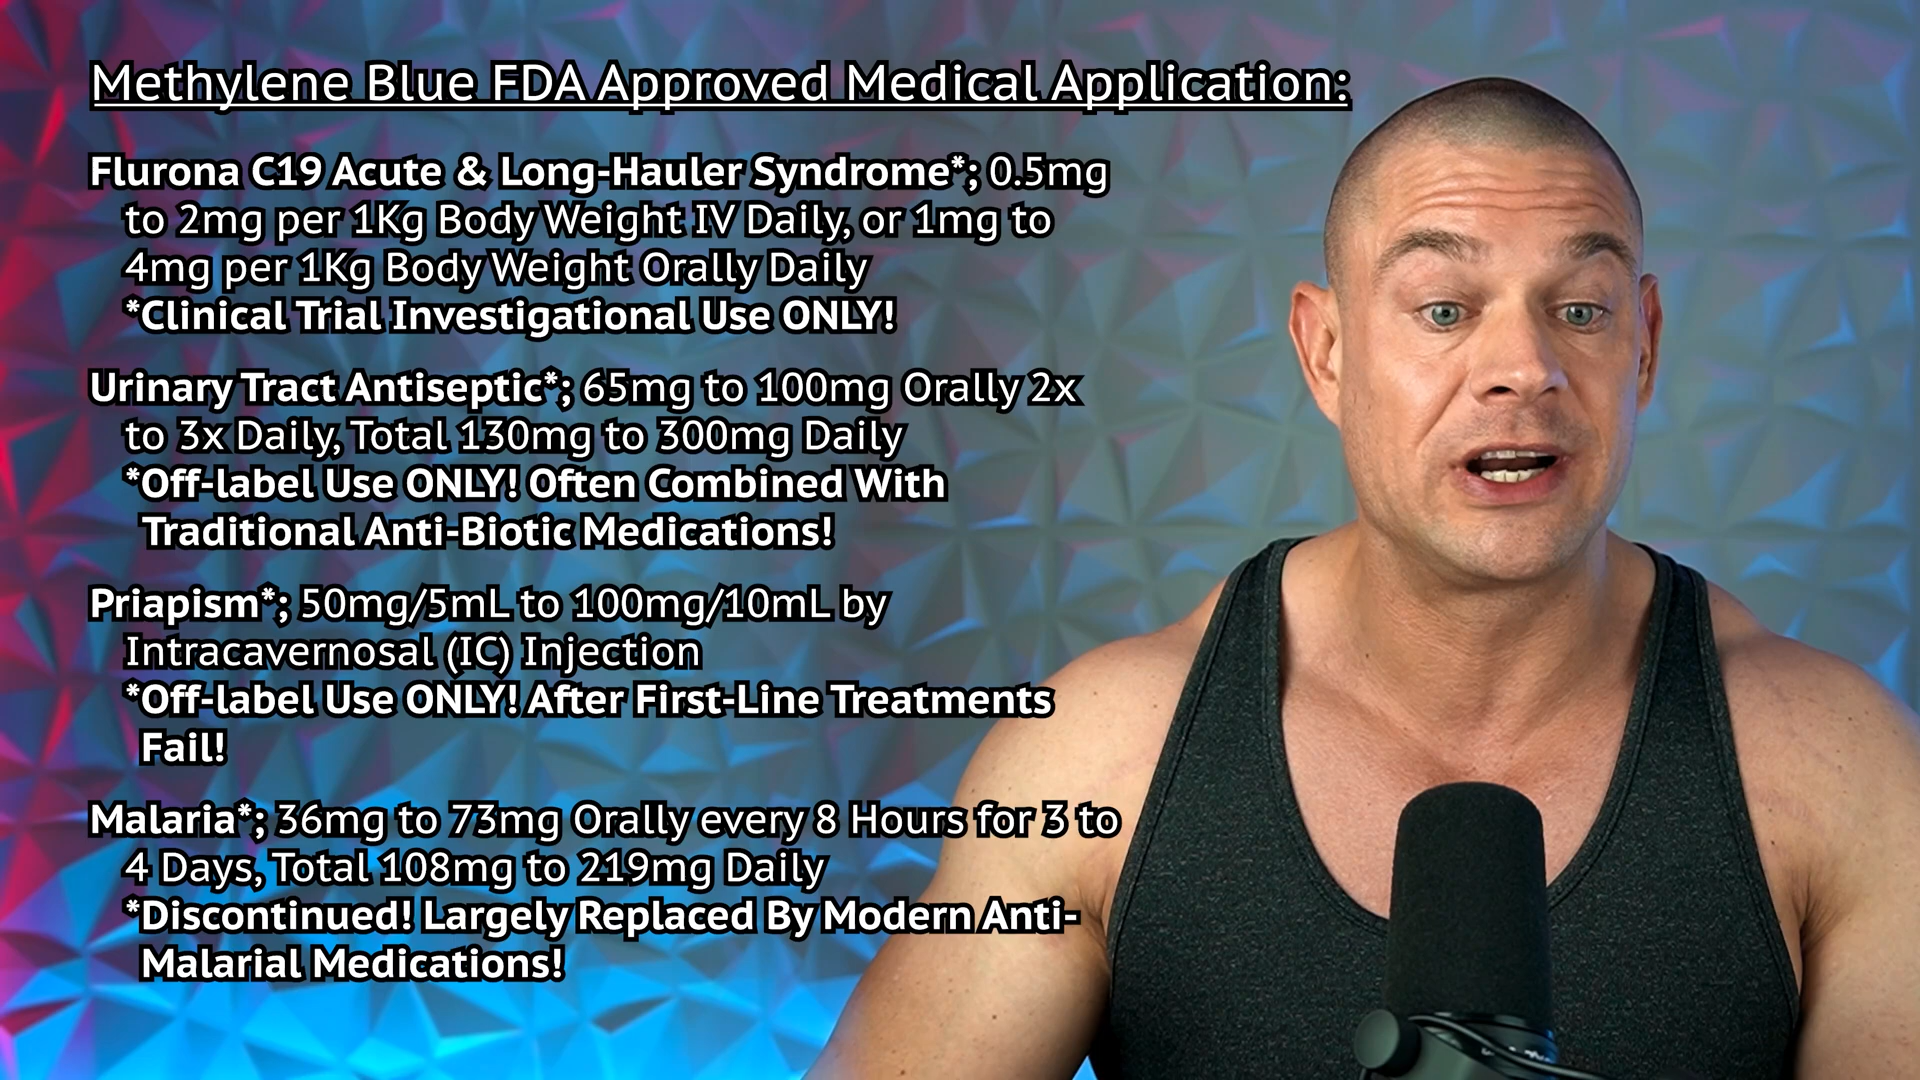 Methylene Blue FDA Approved Medical Application:
Flurona C19 Acute & Long-Hauler Syndrome*; 0.5mg
to 2mg per 1Kg Body Weight IV Daily, or 1mg to
4mg per 1Kg Body Weight Orally Daily
*Clinical Trial Investigational Use ONLY!
Urinary Tract Antiseptic*; 65mg to 100mg Orally 2x
to 3x Daily, Total 130mg to 300mg Daily
*Off-label Use ONLY! Often Combined With
Traditional Anti-Biotic Medications!
Priapism*; 50mg/5mL to 100mg/10mL by
Intracavernosal (IC) Injection
*Off-label Use ONLY! After First-Line Treatments
Fail!
Malaria*; 36mg to 73mg Orally every 8 Hours for 3 to
4 Days, Total 108mg to 219mg Daily
*Discontinued! Largely Replaced By Modern Anti-
Malarial Medications!